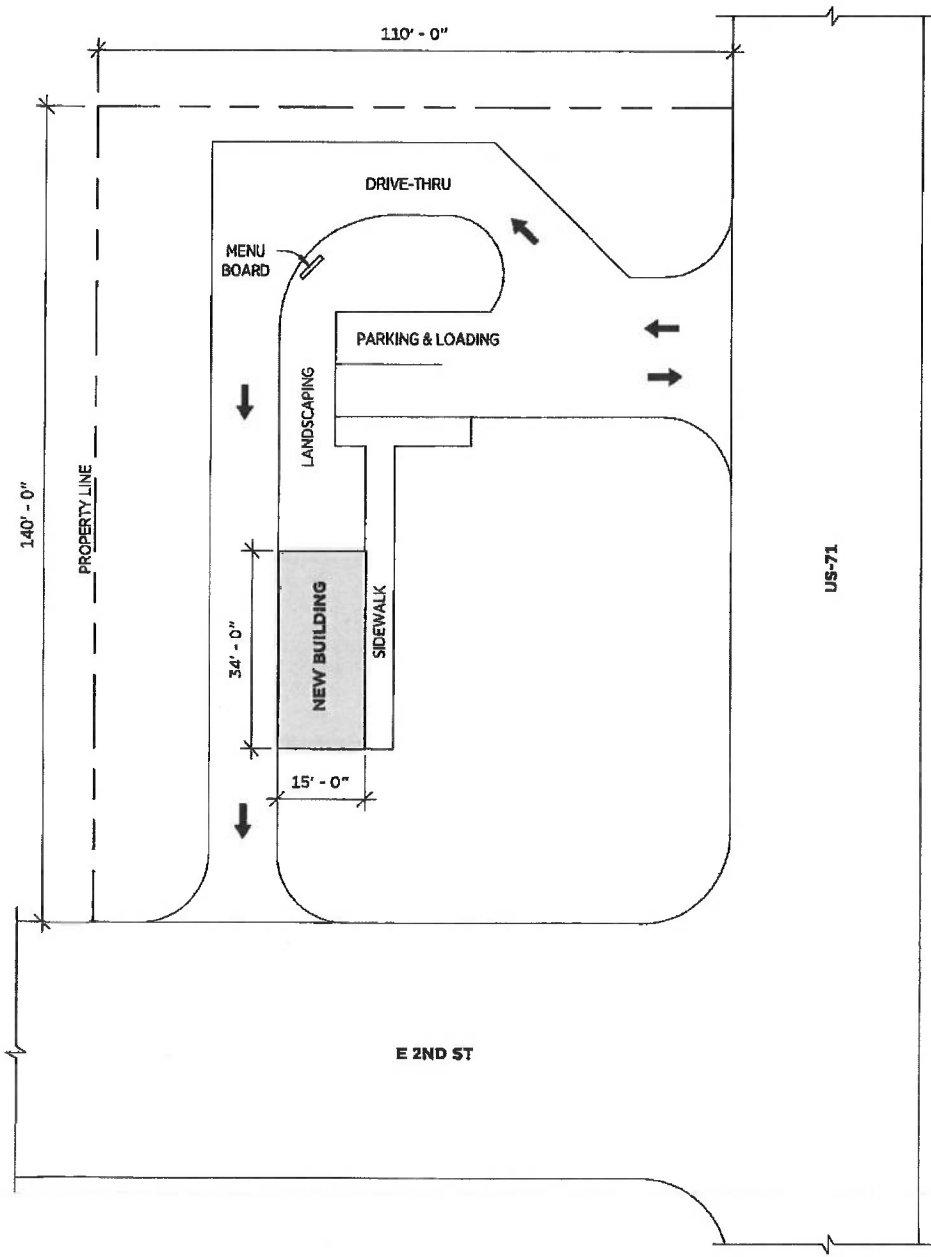 110' - 0"
DRIVE-THRU
MENU
BOARD
PARKING & LOADING
LANDSCAPING
140' - 0"
PROPERTY LINE
US-71
34' - 0"
NEW BUILDING
SIDEWALK
15' - 0"
E 2ND ST